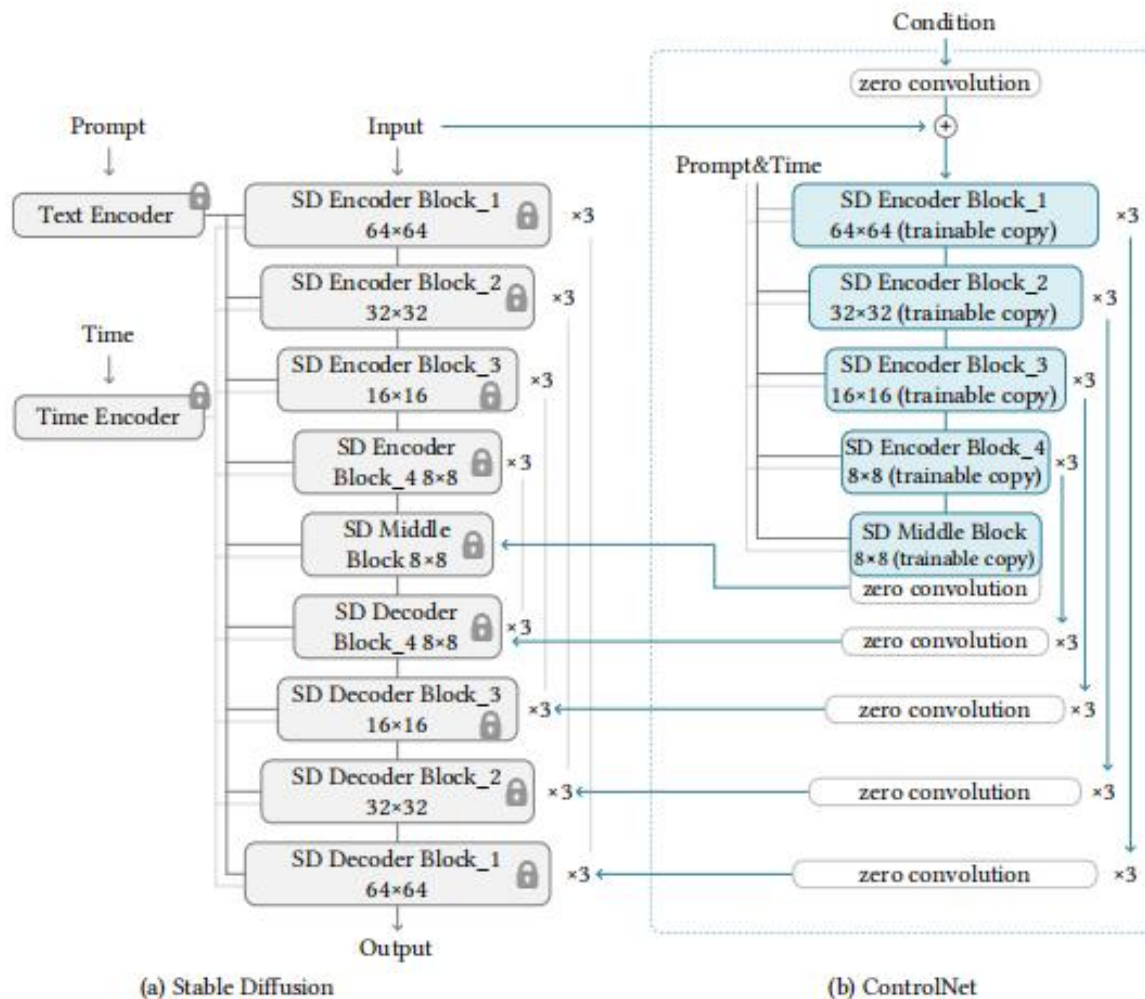 Condition
zero convolution
Prompt
Input
+
Prompt&Time
Text Encoder
SD Encoder Block_1
64×64
×3
SD Encoder Block_1
64×64 (trainable copy)
×3
SD Encoder Block_2
32×32
×3
SD Encoder Block_2
32×32 (trainable copy)
×3
Time
Time Encoder
SD Encoder Block_3
16×16
×3
SD Encoder Block_3
16×16 (trainable copy)
×3
SD Encoder
Block_4 8×8
×3
SD Encoder Block_4
8×8 (trainable copy)
×3
SD Middle
Block 8×8
SD Middle Block
8×8 (trainable copy)
zero convolution
SD Decoder
Block_4 8×8
×3
zero convolution
×3
SD Decoder Block_3
16×16
×3
zero convolution
×3
SD Decoder Block_2
32×32
×3
zero convolution
×3
SD Decoder Block_1
64×64
×3
zero convolution
×3
Output
(a) Stable Diffusion
(b) ControlNet